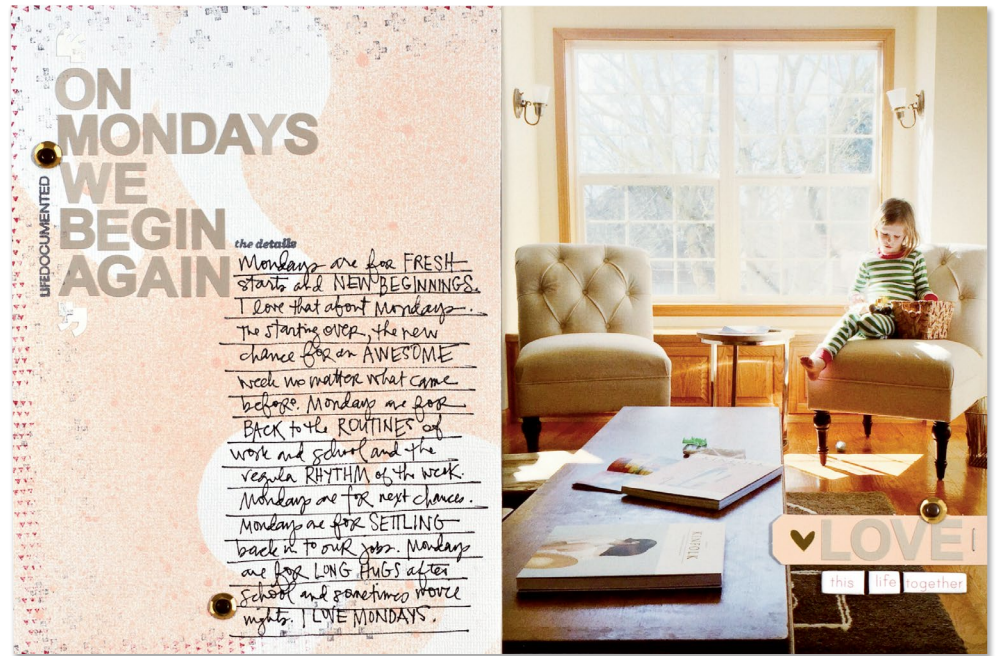 ON
MONDAYS
WE
BEGIN
AGAIN
LIFEDOCUMENTED
the details
Mondays are for FRESH
starts and NEW BEGINNINGS.
I love that about Mondays.
The starting over, the new
chance for an AWESOME
week no matter what came
before. Mondays are for
BACK to the ROUTINES of
work and school and the
regular RHYTHM of the week.
Mondays are for next chances.
Mondays are for SETTLING
back in to our jobs. Mondays
are for LONG HUGS after
school and sometimes movie
nights. I LOVE MONDAYS.
KINFOLK
LOVE
this life together